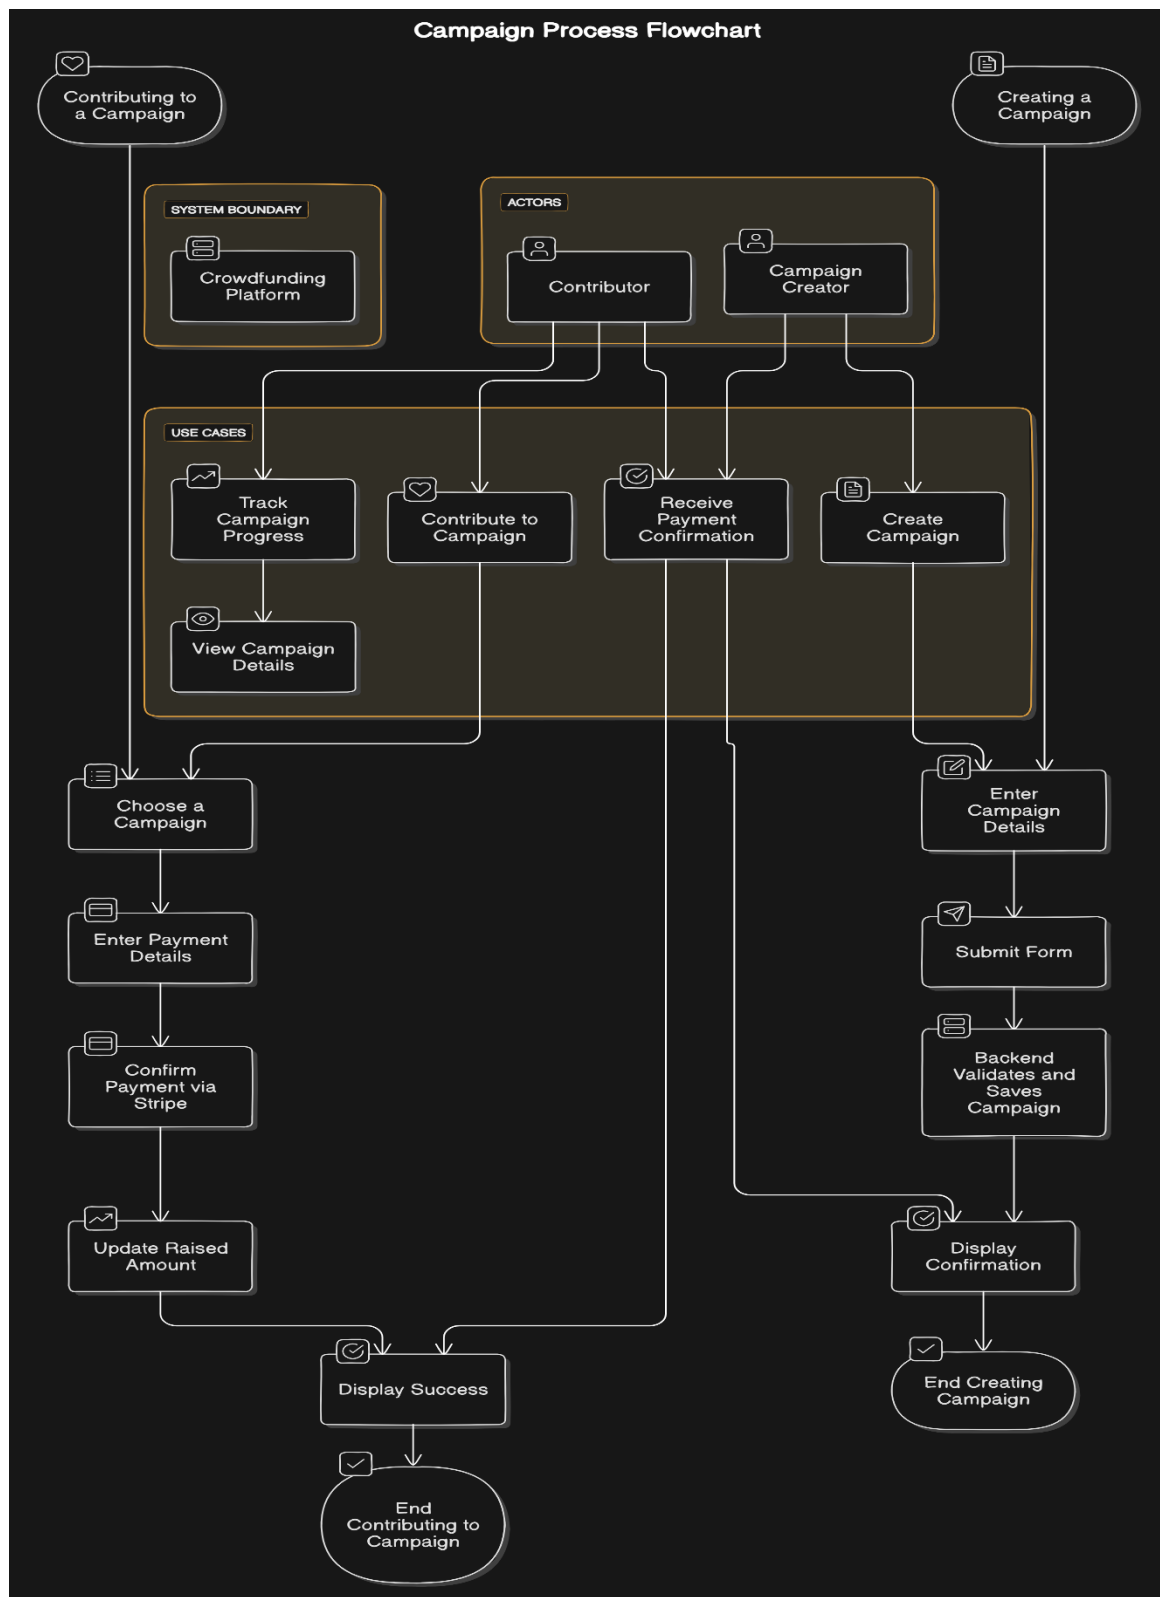 Campaign Process Flowchart
Contributing to
a Campaign
Creating a
Campaign
SYSTEM BOUNDARY
Crowdfunding
Platform
ACTORS
Contributor
Campaign
Creator
USE CASES
Track
Campaign
Progress
Contribute to
Campaign
Receive
Payment
Confirmation
Create
Campaign
View Campaign
Details
Choose a
Campaign
Enter
Campaign
Details
Enter Payment
Details
Submit Form
Confirm
Payment via
Stripe
Backend
Validates and
Saves
Campaign
Update Raised
Amount
Display
Confirmation
Display Success
End Creating
Campaign
End
Contributing to
Campaign